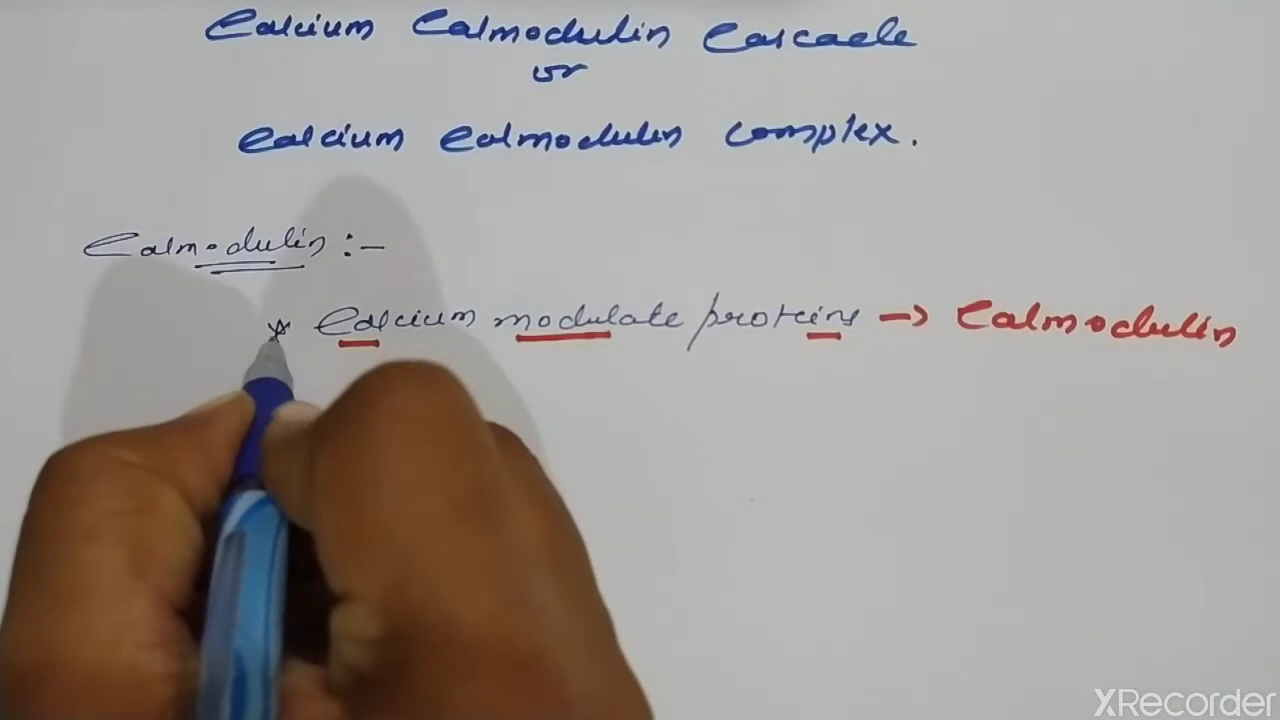 Calcium Calmodulin Cascade
or
Calcium Calmodulin Complex.
Calmodulin :-
* Calcium modulate proteins → Calmodulin
XRecorder